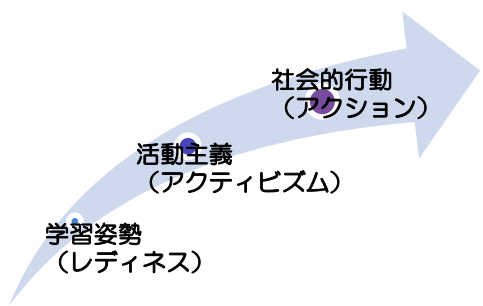 社会的行動
（アクション）
活動主義
（アクティビズム）
学習姿勢
（レディネス）